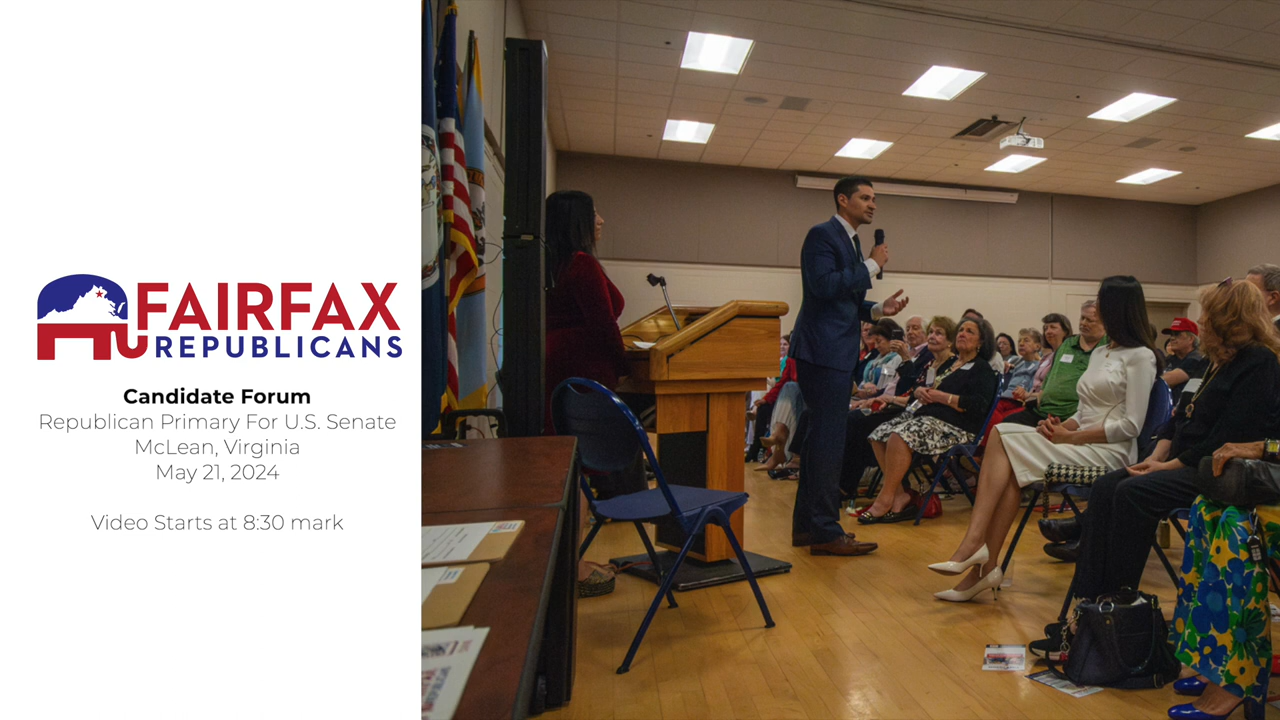 FAIRFAX
REPUBLICANS
Candidate Forum
Republican Primary For U.S. Senate
McLean, Virginia
May 21, 2024
Video Starts at 8:30 mark